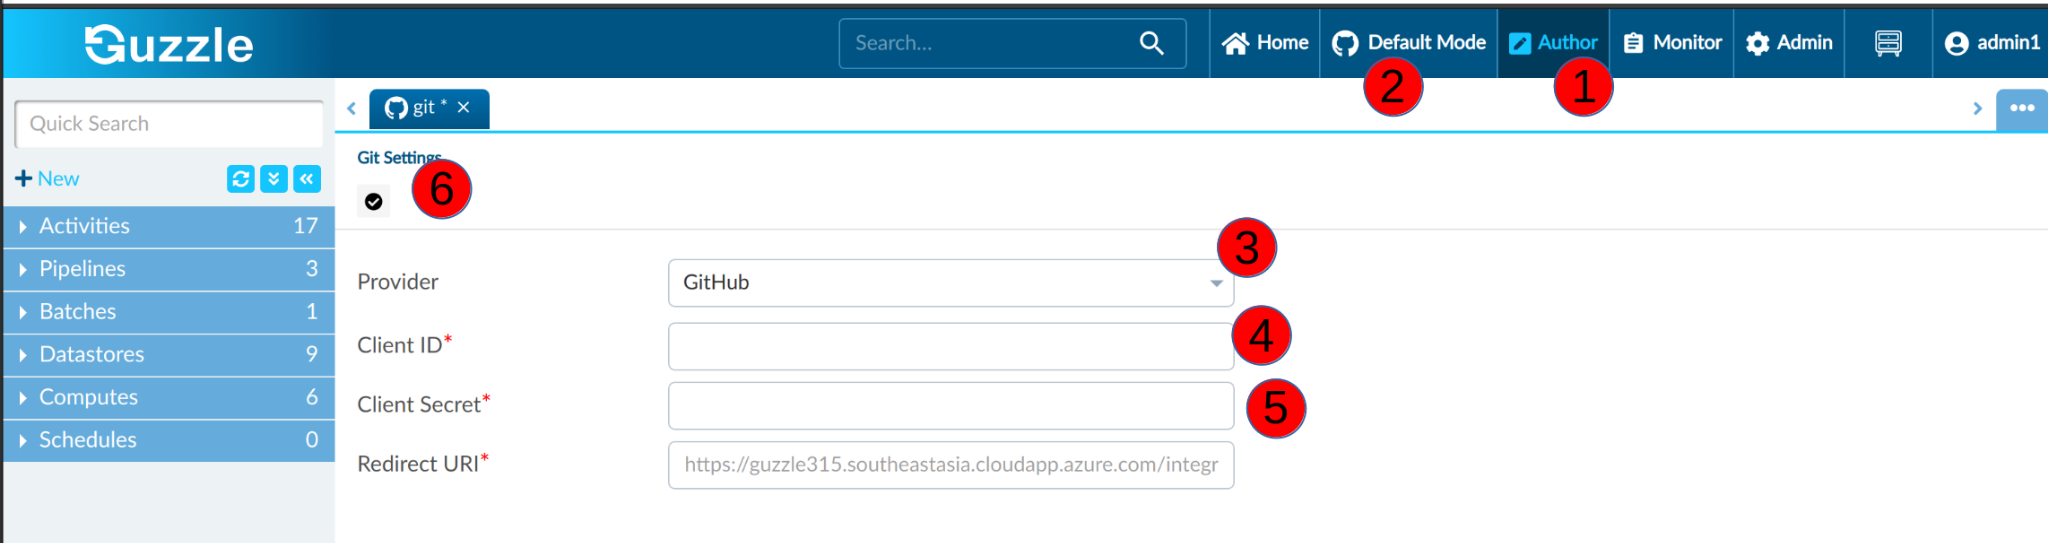 Guzzle
Search...
Home
Default Mode
Author
Monitor
Admin
admin1
2
1
Quick Search
git * ×
Git Settings
6
New
Activities 17
Pipelines 3
Batches 1
Datastores 9
Computes 6
Schedules 0
3
Provider GitHub
4
Client ID*
5
Client Secret*
Redirect URI* https://guzzle315.southeastasia.cloudapp.azure.com/integr